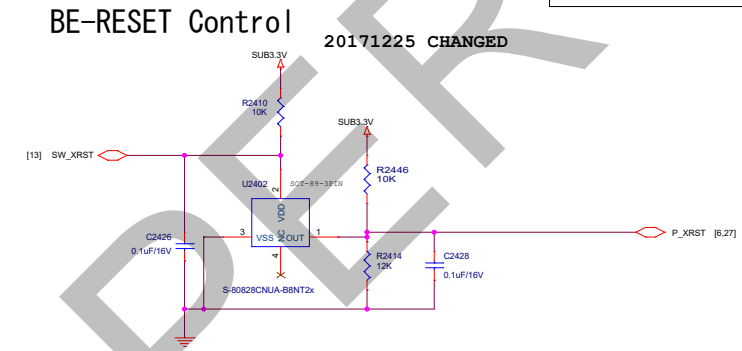 BE-RESET Control
20171225 CHANGED
SUB3.3V
R2410
10K
SUB3.3V
[13] SW_XRST
R2446
10K
U2402 SOT-89-3PIN
2
VDD
3 VSS NC OUT 1
P_XRST [6,27]
C2426
0.1uF/16V
4
R2414
12K
C2428
0.1uF/16V
S-80828CNUA-B8NT2x
PER